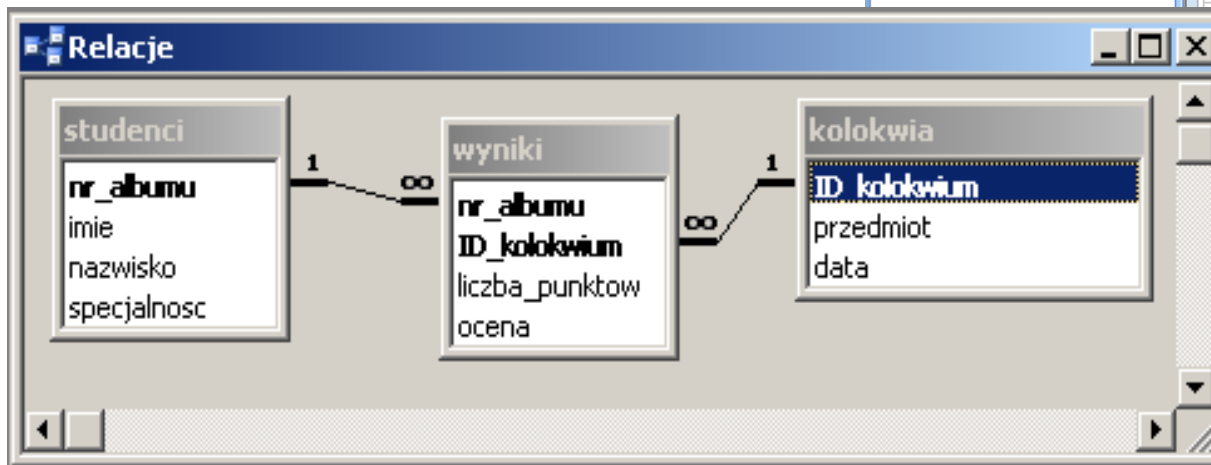 Relacje
studenci
nr_albumu
imie
nazwisko
specjalnosc
1
∞
wyniki
nr_albumu
ID_kolokwium
liczba_punktow
ocena
∞
1
kolokwia
ID_kolokwium
przedmiot
data